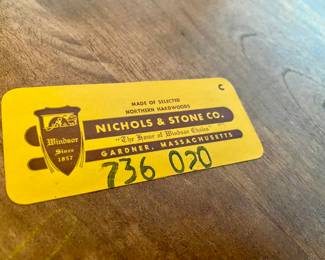 MADE OF SELECTED
NORTHERN HARDWOODS
C
NICHOLS & STONE CO.
"The Home of Windsor Chairs"
GARDNER, MASSACHUSETTS
Windsor
Since
1857
736 020